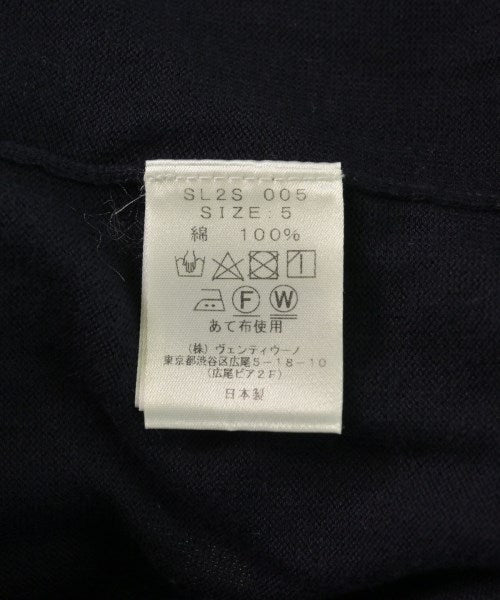 SL2S 005
SIZE:5
綿 100%
F W
あて布使用
(株) ヴェンティウーノ
東京都渋谷区広尾5-18-10
(広尾ピア2F)
日本製